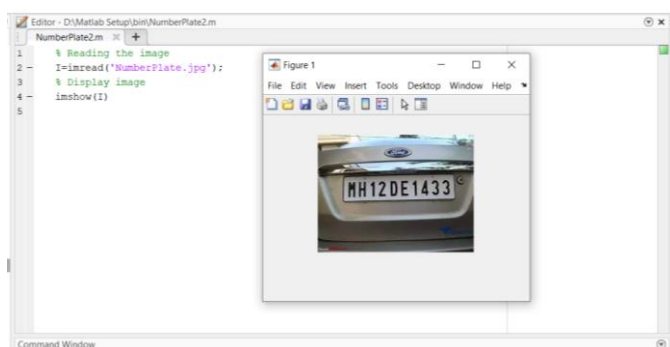 Editor - D:\Matlab Setup\bin\NumberPlate2.m
NumberPlate2.m
1 % Reading the image
2 - I=imread('NumberPlate.jpg');
3 % Display image
4 - imshow(I)
5
Figure 1
File Edit View Insert Tools Desktop Window Help
Ford
MH12DE1433
Command Window